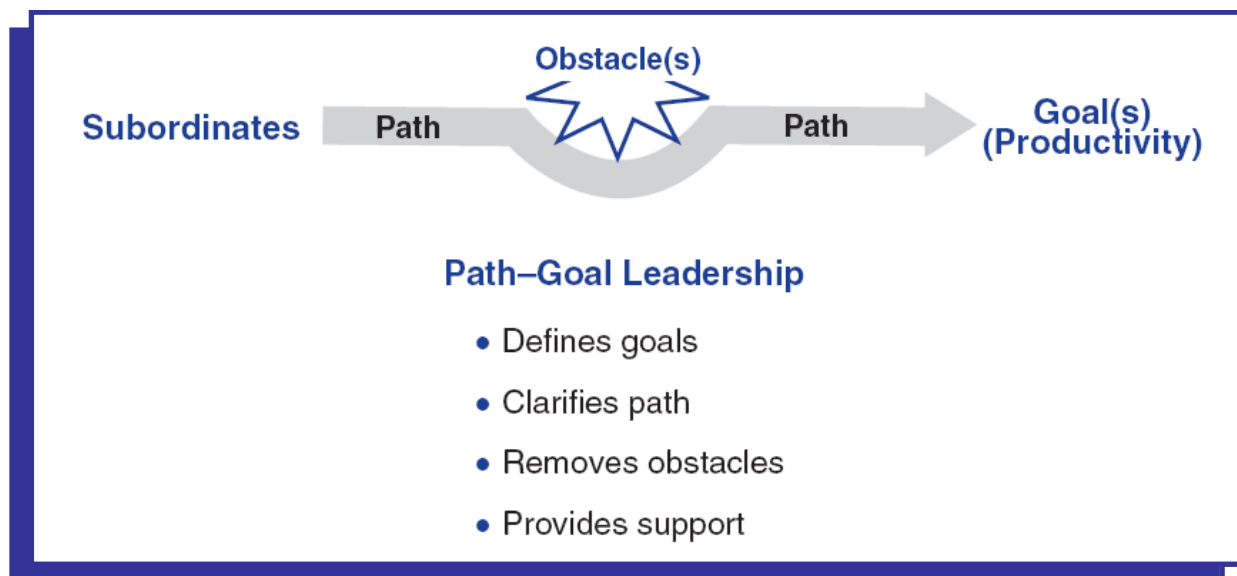 Obstacle(s)
Subordinates Path Path Goal(s)
(Productivity)
Path–Goal Leadership
• Defines goals
• Clarifies path
• Removes obstacles
• Provides support